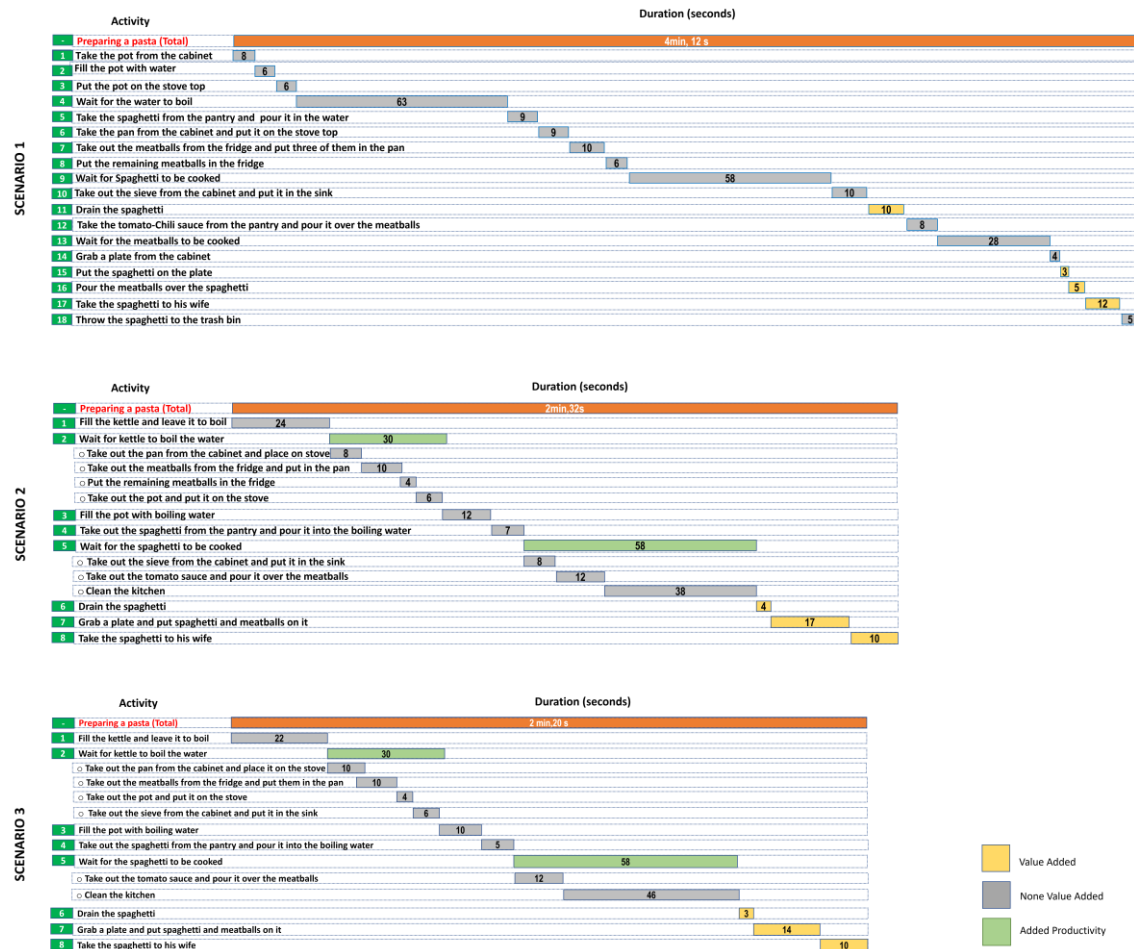 Duration (seconds)
Activity
SCENARIO 1
- Preparing a pasta (Total) 4min, 12 s
1 Take the pot from the cabinet 8
2 Fill the pot with water 6
3 Put the pot on the stove top 6
4 Wait for the water to boil 63
5 Take the spaghetti from the pantry and pour it in the water 9
6 Take the pan from the cabinet and put it on the stove top 9
7 Take out the meatballs from the fridge and put three of them in the pan 10
8 Put the remaining meatballs in the fridge 6
9 Wait for Spaghetti to be cooked 58
10 Take out the sieve from the cabinet and put it in the sink 10
11 Drain the spaghetti 10
12 Take the tomato-Chili sauce from the pantry and pour it over the meatballs 8
13 Wait for the meatballs to be cooked 28
14 Grab a plate from the cabinet 4
15 Put the spaghetti on the plate 3
16 Pour the meatballs over the spaghetti 5
17 Take the spaghetti to his wife 12
18 Throw the spaghetti to the trash bin 5
Activity Duration (seconds)
SCENARIO 2
- Preparing a pasta (Total) 2min,32s
1 Fill the kettle and leave it to boil 24
2 Wait for kettle to boil the water 30
o Take out the pan from the cabinet and place on stove 8
o Take out the meatballs from the fridge and put in the pan 10
o Put the remaining meatballs in the fridge 4
o Take out the pot and put it on the stove 6
3 Fill the pot with boiling water 12
4 Take out the spaghetti from the pantry and pour it into the boiling water 7
5 Wait for the spaghetti to be cooked 58
o Take out the sieve from the cabinet and put it in the sink 8
o Take out the tomato sauce and pour it over the meatballs 12
o Clean the kitchen 38
6 Drain the spaghetti 4
7 Grab a plate and put spaghetti and meatballs on it 17
8 Take the spaghetti to his wife 10
Activity Duration (seconds)
SCENARIO 3
- Preparing a pasta (Total) 2 min,20 s
1 Fill the kettle and leave it to boil 22
2 Wait for kettle to boil the water 30
o Take out the pan from the cabinet and place it on the stove 10
o Take out the meatballs from the fridge and put them in the pan 10
o Take out the pot and put it on the stove 4
o Take out the sieve from the cabinet and put it in the sink 6
3 Fill the pot with boiling water 10
4 Take out the spaghetti from the pantry and pour it into the boiling water 5
5 Wait for the spaghetti to be cooked 58
o Take out the tomato sauce and pour it over the meatballs 12
o Clean the kitchen 46
6 Drain the spaghetti 3
7 Grab a plate and put spaghetti and meatballs on it 14
8 Take the spaghetti to his wife 10
Value Added
None Value Added
Added Productivity